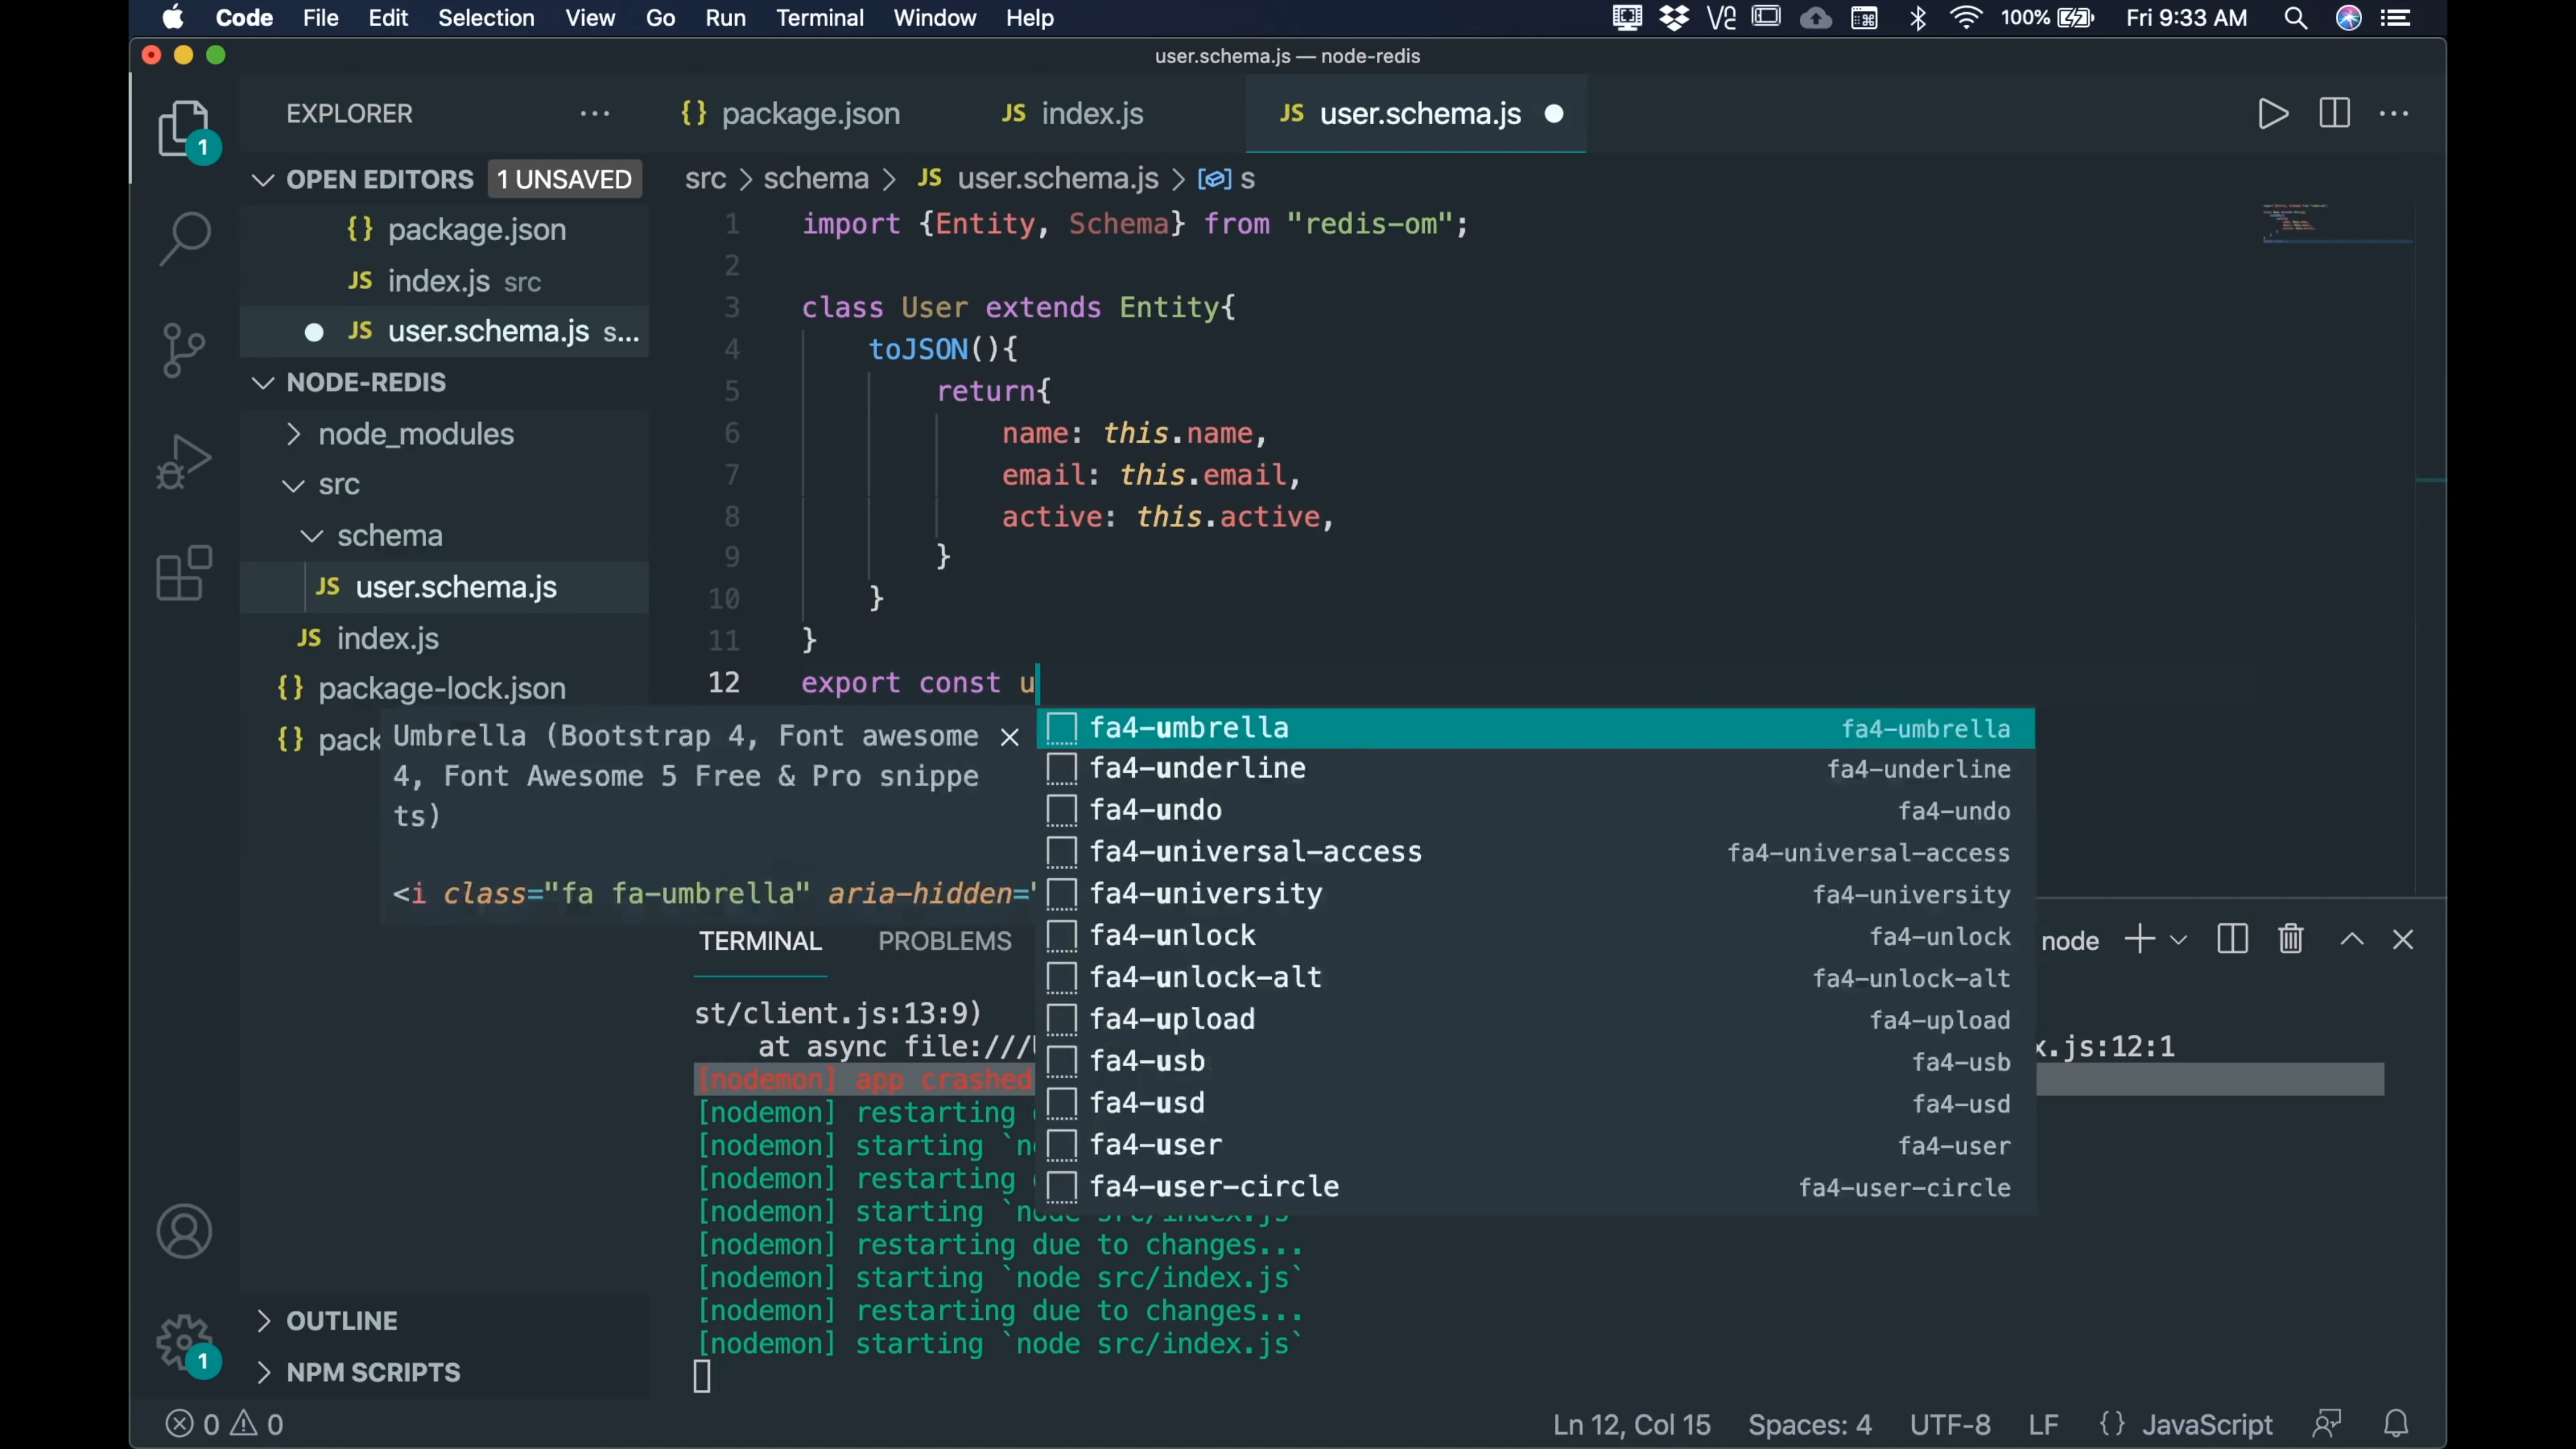 Code File Edit Selection View Go Run Terminal Window Help 100% Fri 9:33 AM
user.schema.js — node-redis
EXPLORER ··· {} package.json JS index.js JS user.schema.js ···
1
OPEN EDITORS 1 UNSAVED
{} package.json
JS index.js src
JS user.schema.js s...
NODE-REDIS
node_modules
src
schema
JS user.schema.js
JS index.js
{} package-lock.json
{} pack
OUTLINE
NPM SCRIPTS
1
src > schema > JS user.schema.js > s
1 import {Entity, Schema} from "redis-om";
2
3 class User extends Entity{
4 toJSON(){
5 return{
6 name: this.name,
7 email: this.email,
8 active: this.active,
9 }
10 }
11 }
12 export const u
Umbrella (Bootstrap 4, Font awesome
4, Font Awesome 5 Free & Pro snippe
ts)
<i class="fa fa-umbrella" aria-hidden="
fa4-umbrella fa4-umbrella
fa4-underline fa4-underline
fa4-undo fa4-undo
fa4-universal-access fa4-universal-access
fa4-university fa4-university
fa4-unlock fa4-unlock
fa4-unlock-alt fa4-unlock-alt
fa4-upload fa4-upload
fa4-usb fa4-usb
fa4-usd fa4-usd
fa4-user fa4-user
fa4-user-circle fa4-user-circle
TERMINAL PROBLEMS node
st/client.js:13:9)
at async file:/// x.js:12:1
[nodemon] app crashed
[nodemon] restarting
[nodemon] starting `n
[nodemon] restarting
[nodemon] starting `node src/index.js`
[nodemon] restarting due to changes...
[nodemon] starting `node src/index.js`
[nodemon] restarting due to changes...
[nodemon] starting `node src/index.js`
0 0 Ln 12, Col 15 Spaces: 4 UTF-8 LF {} JavaScript